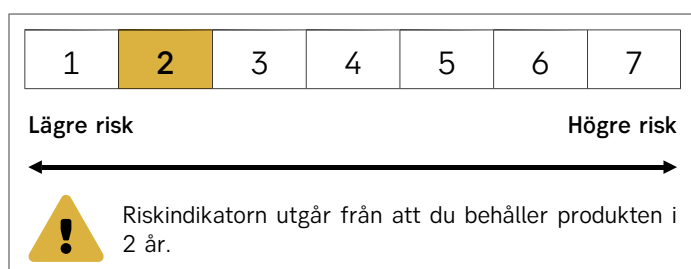 1 2 3 4 5 6 7
Lägre risk Högre risk
Riskindikatorn utgår från att du behåller produkten i
2 år.